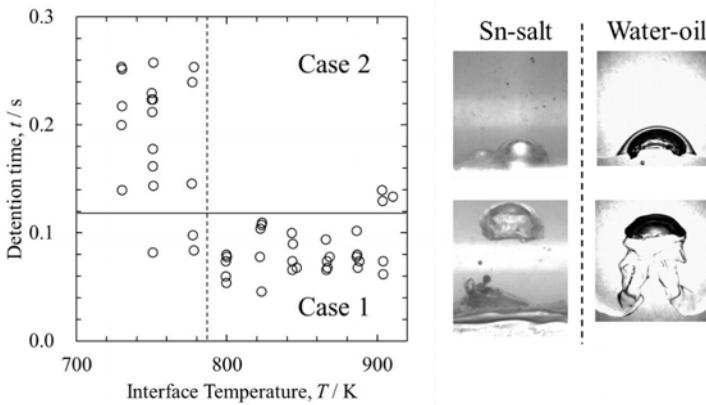 0.3
0.2
0.1
0.0
Detention time, t / s
Case 2
Case 1
700
800
900
Interface Temperature, T / K
Sn-salt
Water-oil